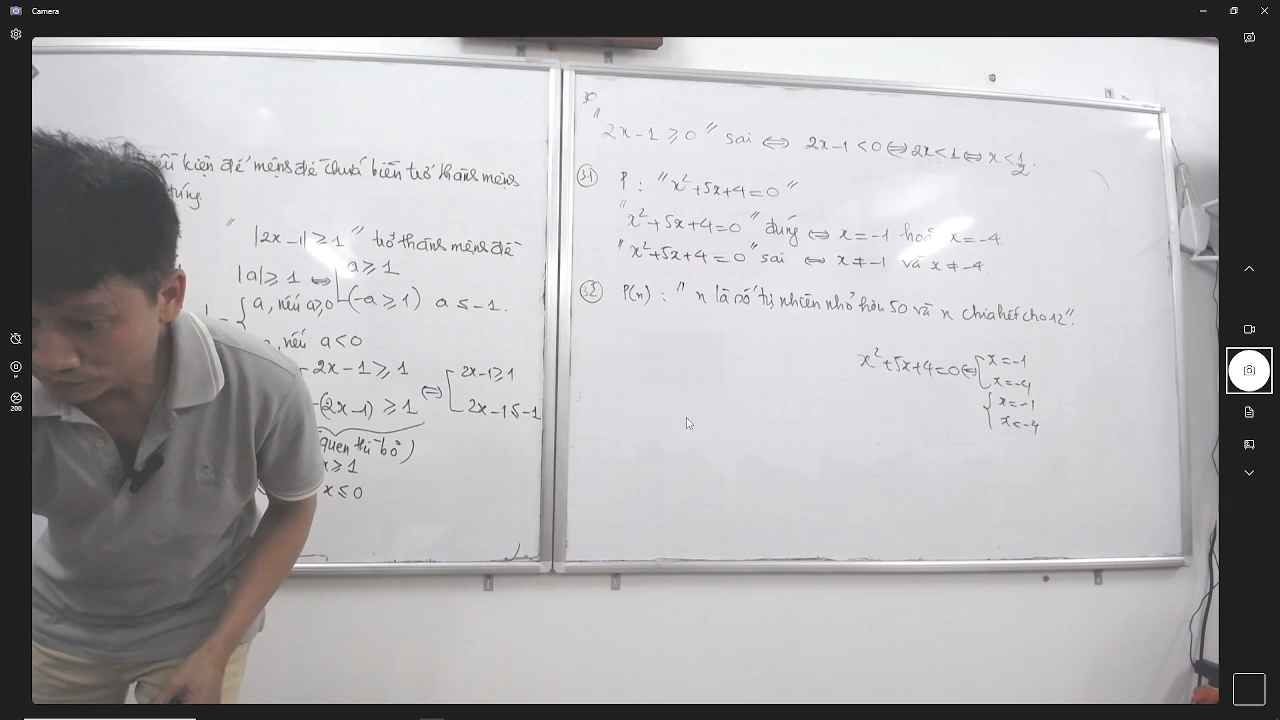 Camera
kiện để mệnh đề chứa biến trở thành mệnh
đúng.
" |2x-1| ≥ 1 " trở thành mệnh đề
|a| ≥ 1 ⇔ [ a ≥ 1
(-a ≥ 1) a ≤ -1.
{ a, nếu a ≥ 0
, nếu a < 0
2x-1 ≥ 1
-(2x-1) ≥ 1 ⇔ [ 2x-1 ≥ 1
2x-1 ≤ -1
quen thì bỏ)
x ≥ 1
x ≤ 0
30
" 2x-1 ≥ 0 " sai ⇔ 2x-1 < 0 ⇔ 2x < 1 ⇔ x < 1/2.
31 P : " x²+5x+4=0 "
" x²+5x+4=0 " đúng ⇔ x=-1 hoặc x=-4.
" x²+5x+4=0 " sai ⇔ x≠-1 và x≠-4.
32 P(n) : " n là số tự nhiên nhỏ hơn 50 và n chia hết cho 12".
x²+5x+4=0 ⇔ [ x=-1
x=-4
{ x=-1
x=-4
200